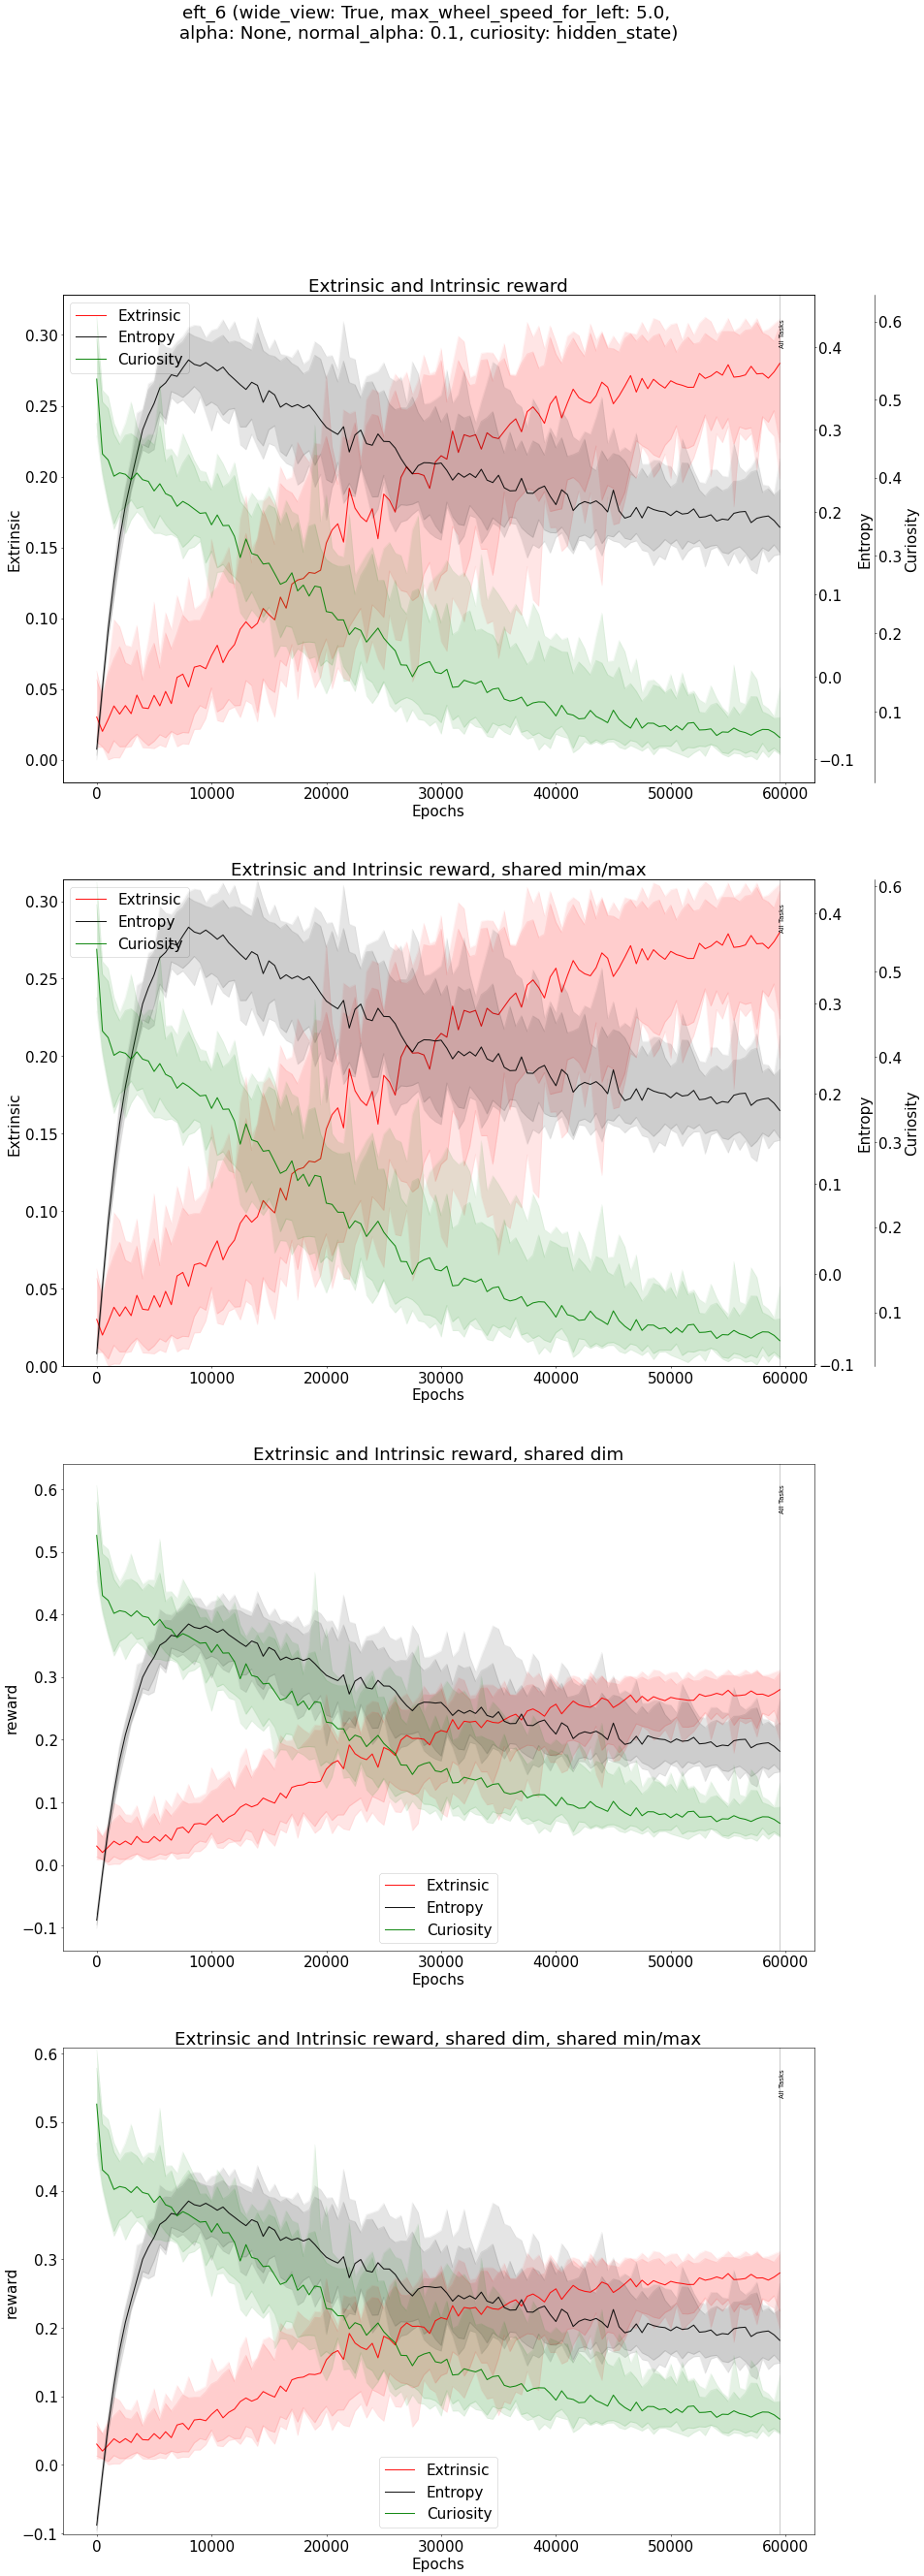 eft_6 (wide_view: True, max_wheel_speed_for_left: 5.0,
alpha: None, normal_alpha: 0.1, curiosity: hidden_state)
Extrinsic and Intrinsic reward
Extrinsic
Entropy
Curiosity
All Tasks
0.30
0.25
0.20
0.15
0.10
0.05
0.00
Extrinsic
0.4
0.3
0.2
0.1
0.0
−0.1
Entropy
0.6
0.5
0.4
0.3
0.2
0.1
Curiosity
0 10000 20000 30000 40000 50000 60000
Epochs
Extrinsic and Intrinsic reward, shared min/max
Extrinsic
Entropy
Curiosity
All Tasks
0.30
0.25
0.20
0.15
0.10
0.05
0.00
Extrinsic
0.4
0.3
0.2
0.1
0.0
−0.1
Entropy
0.6
0.5
0.4
0.3
0.2
0.1
Curiosity
0 10000 20000 30000 40000 50000 60000
Epochs
Extrinsic and Intrinsic reward, shared dim
All Tasks
0.6
0.5
0.4
0.3
0.2
0.1
0.0
−0.1
reward
Extrinsic
Entropy
Curiosity
0 10000 20000 30000 40000 50000 60000
Epochs
Extrinsic and Intrinsic reward, shared dim, shared min/max
All Tasks
0.6
0.5
0.4
0.3
0.2
0.1
0.0
−0.1
reward
Extrinsic
Entropy
Curiosity
0 10000 20000 30000 40000 50000 60000
Epochs